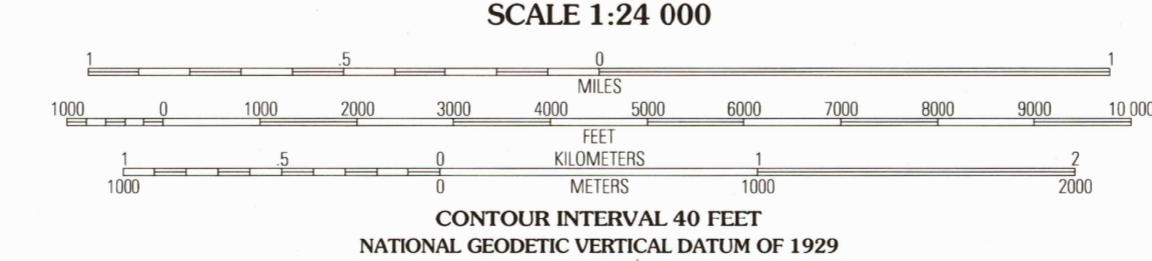 SCALE 1:24 000
1 .5 0 1
MILES
1000 0 1000 2000 3000 4000 5000 6000 7000 8000 9000 10 000
FEET
1 .5 0 KILOMETERS 1 2
1000 0 METERS 1000 2000
CONTOUR INTERVAL 40 FEET
NATIONAL GEODETIC VERTICAL DATUM OF 1929